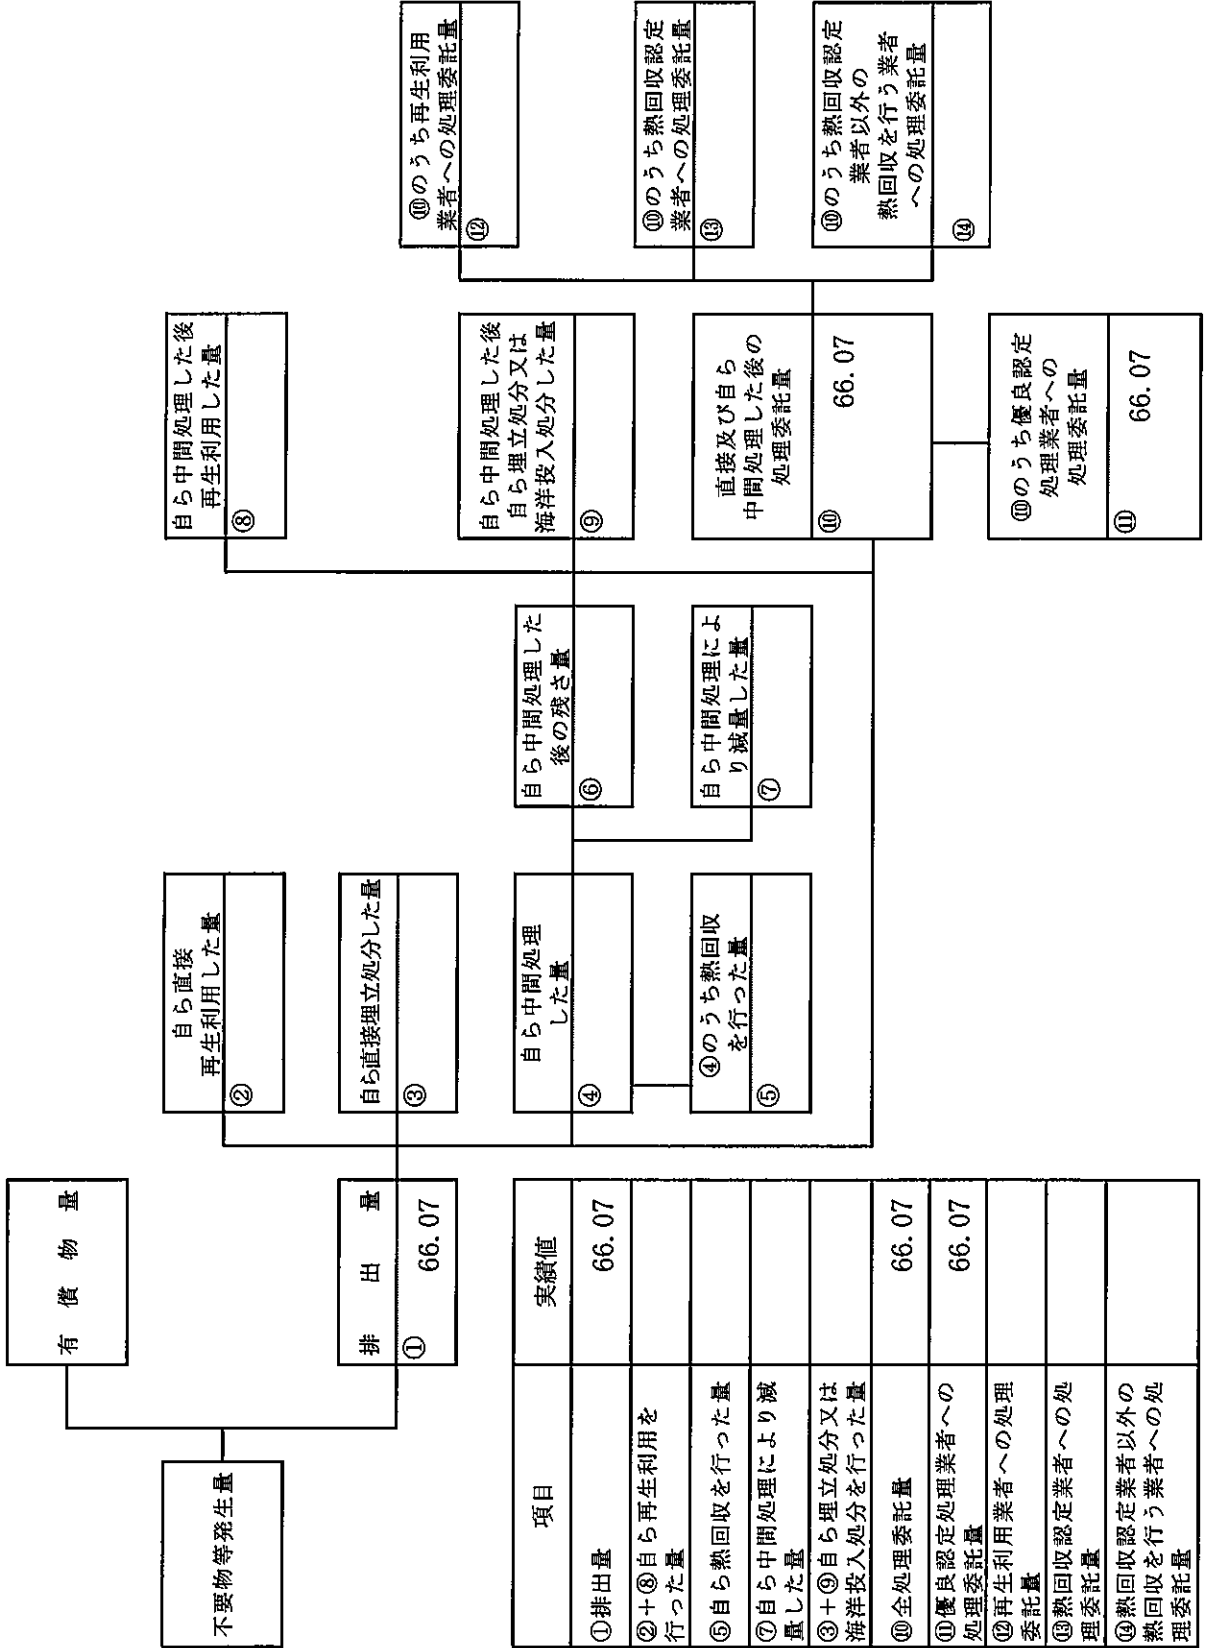 不要物等発生量
有 償 物 量
排 出 量
①
66.07
自ら直接
再生利用した量
②
自ら直接埋立処分した量
③
自ら中間処理
した量
④
④のうち熱回収
を行った量
⑤
自ら中間処理した
後の残さ量
⑥
自ら中間処理によ
り減量した量
⑦
自ら中間処理した後
再生利用した量
⑧
自ら中間処理した後
自ら埋立処分又は
海洋投入処分した量
⑨
直接及び自ら
中間処理した後の
処理委託量
⑩
66.07
⑩のうち優良認定
処理業者への
処理委託量
⑪
66.07
⑩のうち再生利用
業者への処理委託量
⑫
⑩のうち熱回収認定
業者への処理委託量
⑬
⑩のうち熱回収認定
業者以外の
熱回収を行う業者
への処理委託量
⑭
項目 実績値
①排出量 66.07
②+⑧自ら再生利用を
行った量
⑤自ら熱回収を行った量
⑦自ら中間処理により減
量した量
③+⑨自ら埋立処分又は
海洋投入処分を行った量
⑩全処理委託量 66.07
⑪優良認定処理業者への
処理委託量 66.07
⑫再生利用業者への処理
委託量
⑬熱回収認定業者への処
理委託量
⑭熱回収認定業者以外の
熱回収を行う業者への処
理委託量